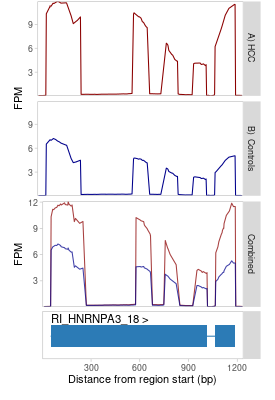 9
6
3
A) HCC
FPM
9
6
3
B). Controls
12
9
6
3
FPM
Combined
RI_HNRNPA3_18 >
300 600 900 1200
Distance from region start (bp)